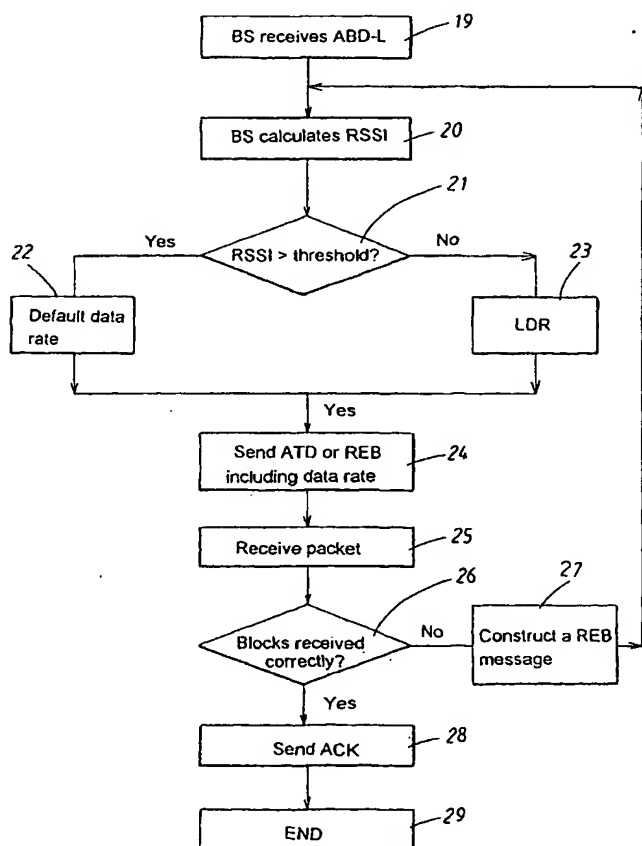 BS receives ABD-L
19
BS calculates RSSI
20
21
RSSI > threshold?
Yes
No
22
Default data
rate
23
LDR
Yes
Send ATD or REB
including data rate
24
Receive packet
25
26
Blocks received
correctly?
No
27
Construct a REB
message
Yes
Send ACK
28
END
29